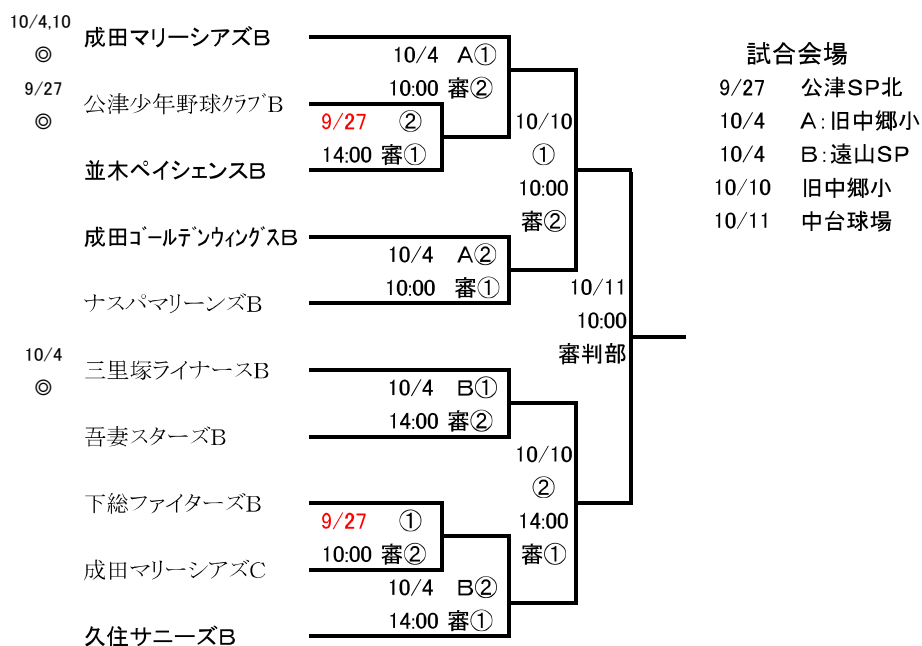 10/4,10
◎
成田マリーシアズB
10/4 A①
10:00 審②
9/27
◎
公津少年野球クラブB
9/27 ②
14:00 審①
並木ペイシェンスB
10/10
①
10:00
審②
成田ゴールデンウィングスB
10/4 A②
10:00 審①
ナスパマリーンズB
10/11
10:00
審判部
10/4
◎
三里塚ライナースB
10/4 B①
14:00 審②
吾妻スターズB
10/10
②
14:00
審①
下総ファイターズB
9/27 ①
10:00 審②
成田マリーシアズC
10/4 B②
14:00 審①
久住サニーズB
試合会場
9/27 公津SP北
10/4 A:旧中郷小
10/4 B:遠山SP
10/10 旧中郷小
10/11 中台球場